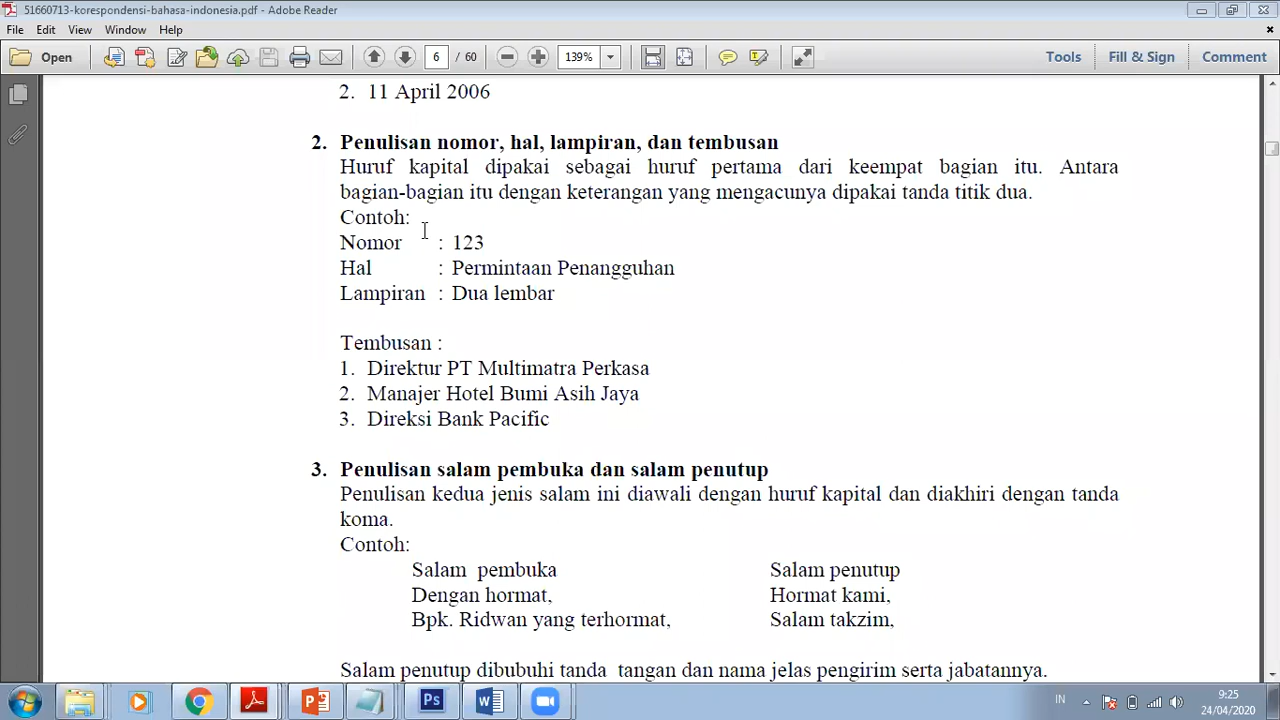 51660713-korespondensi-bahasa-indonesia.pdf - Adobe Reader
File Edit View Window Help
Open 6 / 60 139% Tools Fill & Sign Comment
2. 11 April 2006
2. Penulisan nomor, hal, lampiran, dan tembusan
Huruf kapital dipakai sebagai huruf pertama dari keempat bagian itu. Antara
bagian-bagian itu dengan keterangan yang mengacunya dipakai tanda titik dua.
Contoh:
Nomor : 123
Hal : Permintaan Penangguhan
Lampiran : Dua lembar
Tembusan :
1. Direktur PT Multimatra Perkasa
2. Manajer Hotel Bumi Asih Jaya
3. Direksi Bank Pacific
3. Penulisan salam pembuka dan salam penutup
Penulisan kedua jenis salam ini diawali dengan huruf kapital dan diakhiri dengan tanda
koma.
Contoh:
Salam pembuka Salam penutup
Dengan hormat, Hormat kami,
Bpk. Ridwan yang terhormat, Salam takzim,
Salam penutup dibubuhi tanda tangan dan nama jelas pengirim serta jabatannya.
Ps
IN
9:25
24/04/2020